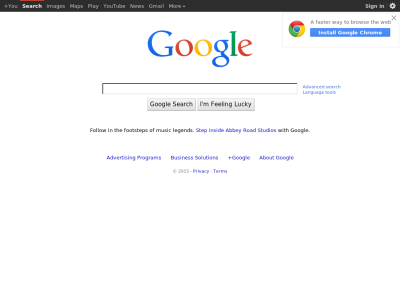 +You Search Images Maps Play YouTube News Gmail More Sign in
A faster way to browse the web
Install Google Chrome
Google
Advanced search
Language tools
Google Search I'm Feeling Lucky
Follow in the footsteps of music legends. Step Inside Abbey Road Studios with Google.
Advertising Programs Business Solutions +Google About Google
© 2015 - Privacy - Terms